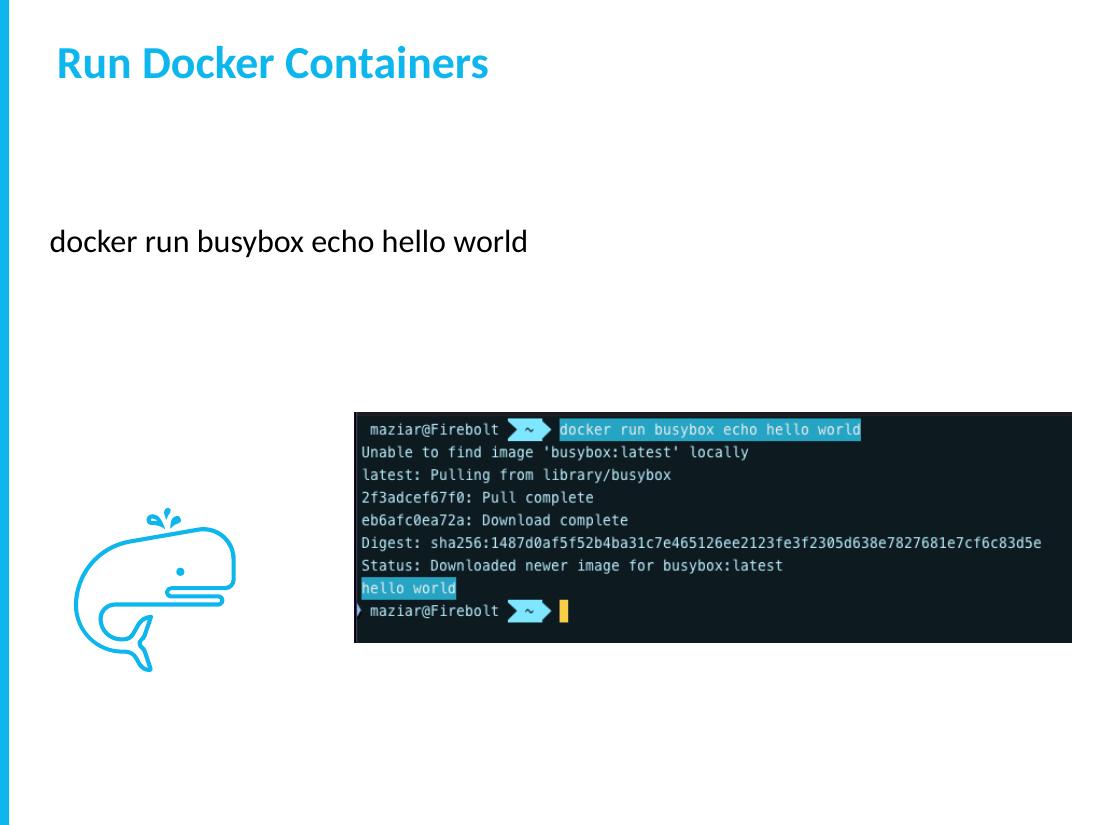 Run Docker Containers
docker run busybox echo hello world
maziar@Firebolt ~ docker run busybox echo hello world
Unable to find image 'busybox:latest' locally
latest: Pulling from library/busybox
2f3adcef67f0: Pull complete
eb6afc0ea72a: Download complete
Digest: sha256:1487d0af5f52b4ba31c7e465126ee2123fe3f2305d638e7827681e7cf6c83d5e
Status: Downloaded newer image for busybox:latest
hello world
maziar@Firebolt ~